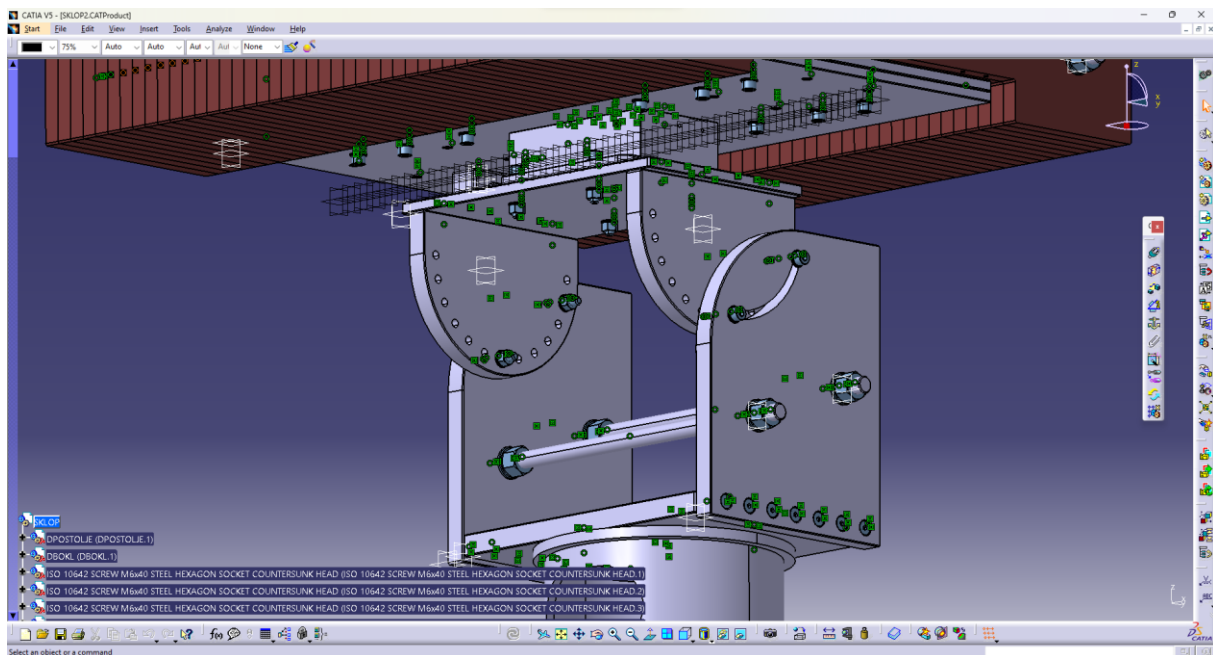 CATIA V5 - [SKLOP2.CATProduct]
Start File Edit View Insert Tools Analyze Window Help
75% Auto Auto Aut Aut None
z
x
y
SKLOP
DPOSTOLJE (DPOSTOLJE.1)
DBOKL (DBOKL.1)
ISO 10642 SCREW M6x40 STEEL HEXAGON SOCKET COUNTERSUNK HEAD (ISO 10642 SCREW M6x40 STEEL HEXAGON SOCKET COUNTERSUNK HEAD.1)
ISO 10642 SCREW M6x40 STEEL HEXAGON SOCKET COUNTERSUNK HEAD (ISO 10642 SCREW M6x40 STEEL HEXAGON SOCKET COUNTERSUNK HEAD.2)
ISO 10642 SCREW M6x40 STEEL HEXAGON SOCKET COUNTERSUNK HEAD (ISO 10642 SCREW M6x40 STEEL HEXAGON SOCKET COUNTERSUNK HEAD.3)
f(x)
CATIA
Select an object or a command